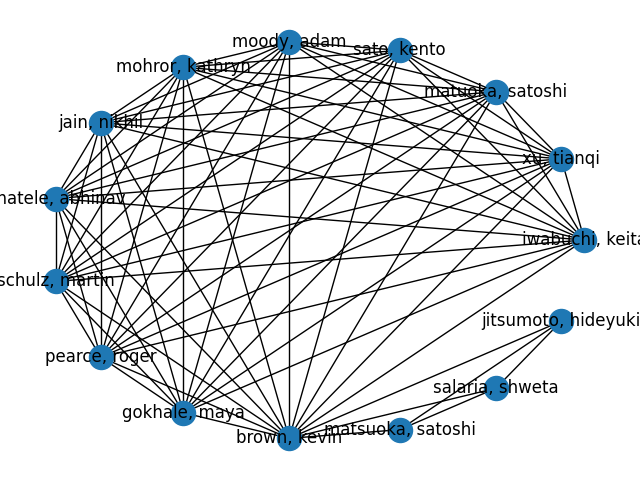 moody, adam
sato, kento
mohror, kathryn
matuoka, satoshi
jain, nikhil
xu, tianqi
natele, abhinav
iwabuchi, keita
schulz, martin
jitsumoto, hideyuki
pearce, roger
salaria, shweta
gokhale, maya
matsuoka, satoshi
brown, kevin